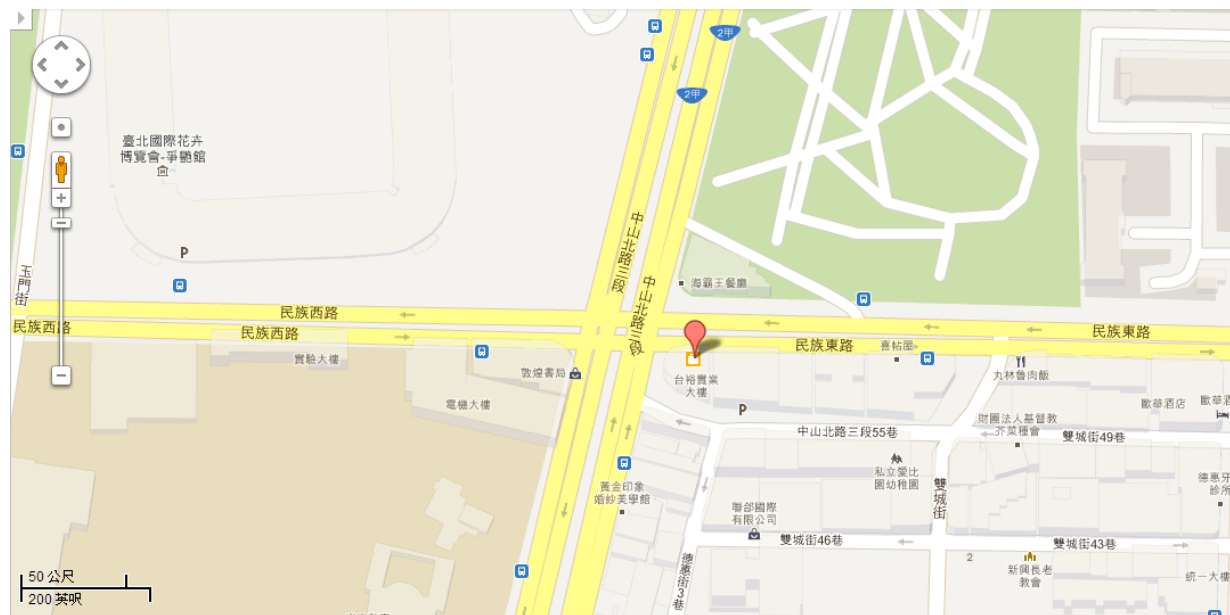 2甲
2甲
臺北國際花卉
博覽會-爭艷館
P
玉門街
中山北路三段
中山北路三段
海霸王餐廳
民族西路
民族東路
民族西路
民族西路
民族東路
喜帖屋
實驗大樓
敦煌書局
台裕實業
大樓
丸林魯肉飯
電機大樓
P
歐華酒店
歐華酒
財團法人基督教
芥菜種會
中山北路三段55巷
雙城街49巷
私立愛比
園幼稚園
雙城街
德惠牙
診所
黃金印象
婚紗美學館
聯邰國際
有限公司
雙城街46巷
雙城街43巷
德惠街3巷
2
新興長老
教會
統一大樓
50 公尺
200 英呎